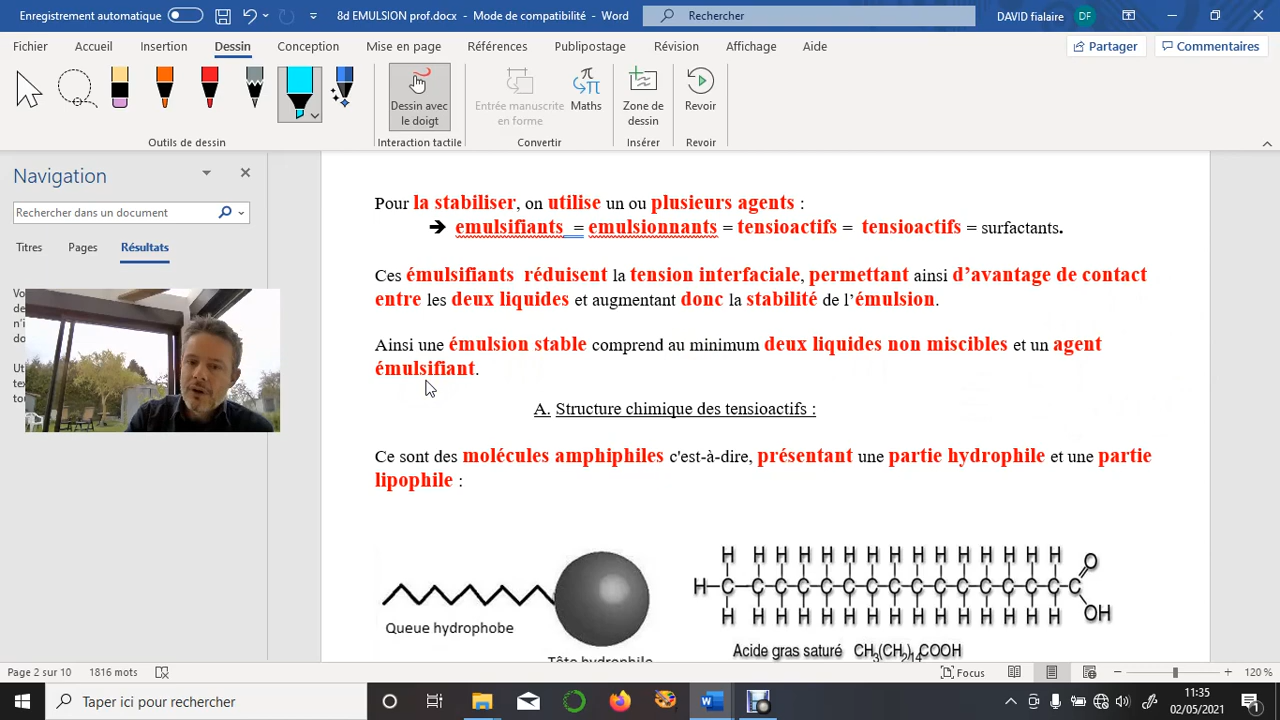 Enregistrement automatique
8d EMULSION prof.docx - Mode de compatibilité - Word
Rechercher
DAVID fialaire
DF
Fichier
Accueil
Insertion
Dessin
Conception
Mise en page
Références
Publipostage
Révision
Affichage
Aide
Partager
Commentaires
Dessin avec
le doigt
Entrée manuscrite
en forme
Maths
Zone de
dessin
Revoir
Outils de dessin
Interaction tactile
Convertir
Insérer
Revoir
Navigation
Rechercher dans un document
Titres
Pages
Résultats
Pour la stabiliser, on utilise un ou plusieurs agents :
➔ emulsifiants = emulsionnants = tensioactifs = tensioactifs = surfactants.
Ces émulsifiants réduisent la tension interfaciale, permettant ainsi d’avantage de contact
entre les deux liquides et augmentant donc la stabilité de l’émulsion.
Ainsi une émulsion stable comprend au minimum deux liquides non miscibles et un agent
émulsifiant.
A. Structure chimique des tensioactifs :
Ce sont des molécules amphiphiles c'est-à-dire, présentant une partie hydrophile et une partie
lipophile :
Queue hydrophobe
Tête hydrophile
H H H H H H H H H H H H H H H O
H C C C C C C C C C C C C C C C C
H H H H H H H H H H H H H H H OH
Acide gras saturé CH3(CH2)14COOH
Page 2 sur 10
1816 mots
Focus
120 %
Taper ici pour rechercher
11:35
02/05/2021
1